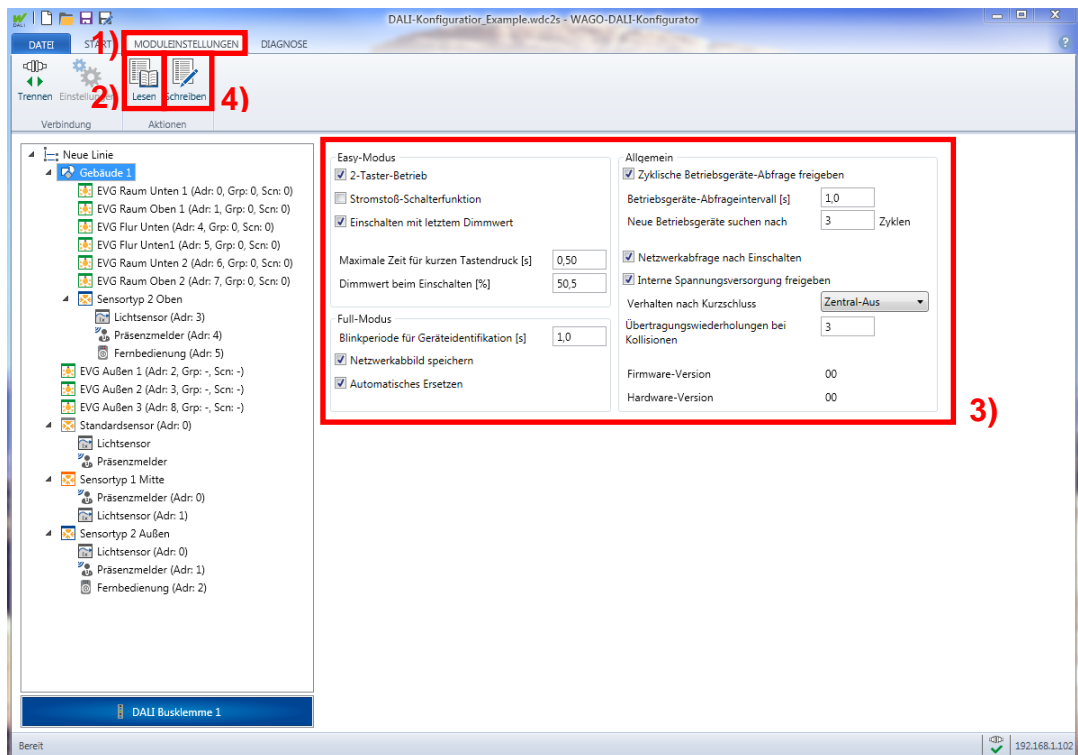 DALI-Konfiguratior_Example.wdc2s - WAGO-DALI-Konfigurator
DALI
DATEI START MODULEINSTELLUNGEN DIAGNOSE
1)
Trennen Einstellungen Lesen Schreiben
2) 4)
Verbindung Aktionen
Neue Linie
Gebäude 1
EVG Raum Unten 1 (Adr: 0, Grp: 0, Scn: 0)
EVG Raum Oben 1 (Adr: 1, Grp: 0, Scn: 0)
EVG Flur Unten (Adr: 4, Grp: 0, Scn: 0)
EVG Flur Unten1 (Adr: 5, Grp: 0, Scn: 0)
EVG Raum Unten 2 (Adr: 6, Grp: 0, Scn: 0)
EVG Raum Oben 2 (Adr: 7, Grp: 0, Scn: 0)
Sensortyp 2 Oben
Lichtsensor (Adr: 3)
Präsenzmelder (Adr: 4)
Fernbedienung (Adr: 5)
EVG Außen 1 (Adr: 2, Grp: -, Scn: -)
EVG Außen 2 (Adr: 3, Grp: -, Scn: -)
EVG Außen 3 (Adr: 8, Grp: -, Scn: -)
Standardsensor (Adr: 0)
Lichtsensor
Präsenzmelder
Sensortyp 1 Mitte
Präsenzmelder (Adr: 0)
Lichtsensor (Adr: 1)
Sensortyp 2 Außen
Lichtsensor (Adr: 0)
Präsenzmelder (Adr: 1)
Fernbedienung (Adr: 2)
DALI Busklemme 1
Easy-Modus
2-Taster-Betrieb
Stromstoß-Schalterfunktion
Einschalten mit letztem Dimmwert
Maximale Zeit für kurzen Tastendruck [s] 0,50
Dimmwert beim Einschalten [%] 50,5
Full-Modus
Blinkperiode für Geräteidentifikation [s] 1,0
Netzwerkabbild speichern
Automatisches Ersetzen
Allgemein
Zyklische Betriebsgeräte-Abfrage freigeben
Betriebsgeräte-Abfrageintervall [s] 1,0
Neue Betriebsgeräte suchen nach 3 Zyklen
Netzwerkabfrage nach Einschalten
Interne Spannungsversorgung freigeben
Verhalten nach Kurzschluss Zentral-Aus
Übertragungswiederholungen bei
Kollisionen 3
Firmware-Version 00
Hardware-Version 00
3)
Bereit 192.168.1.102